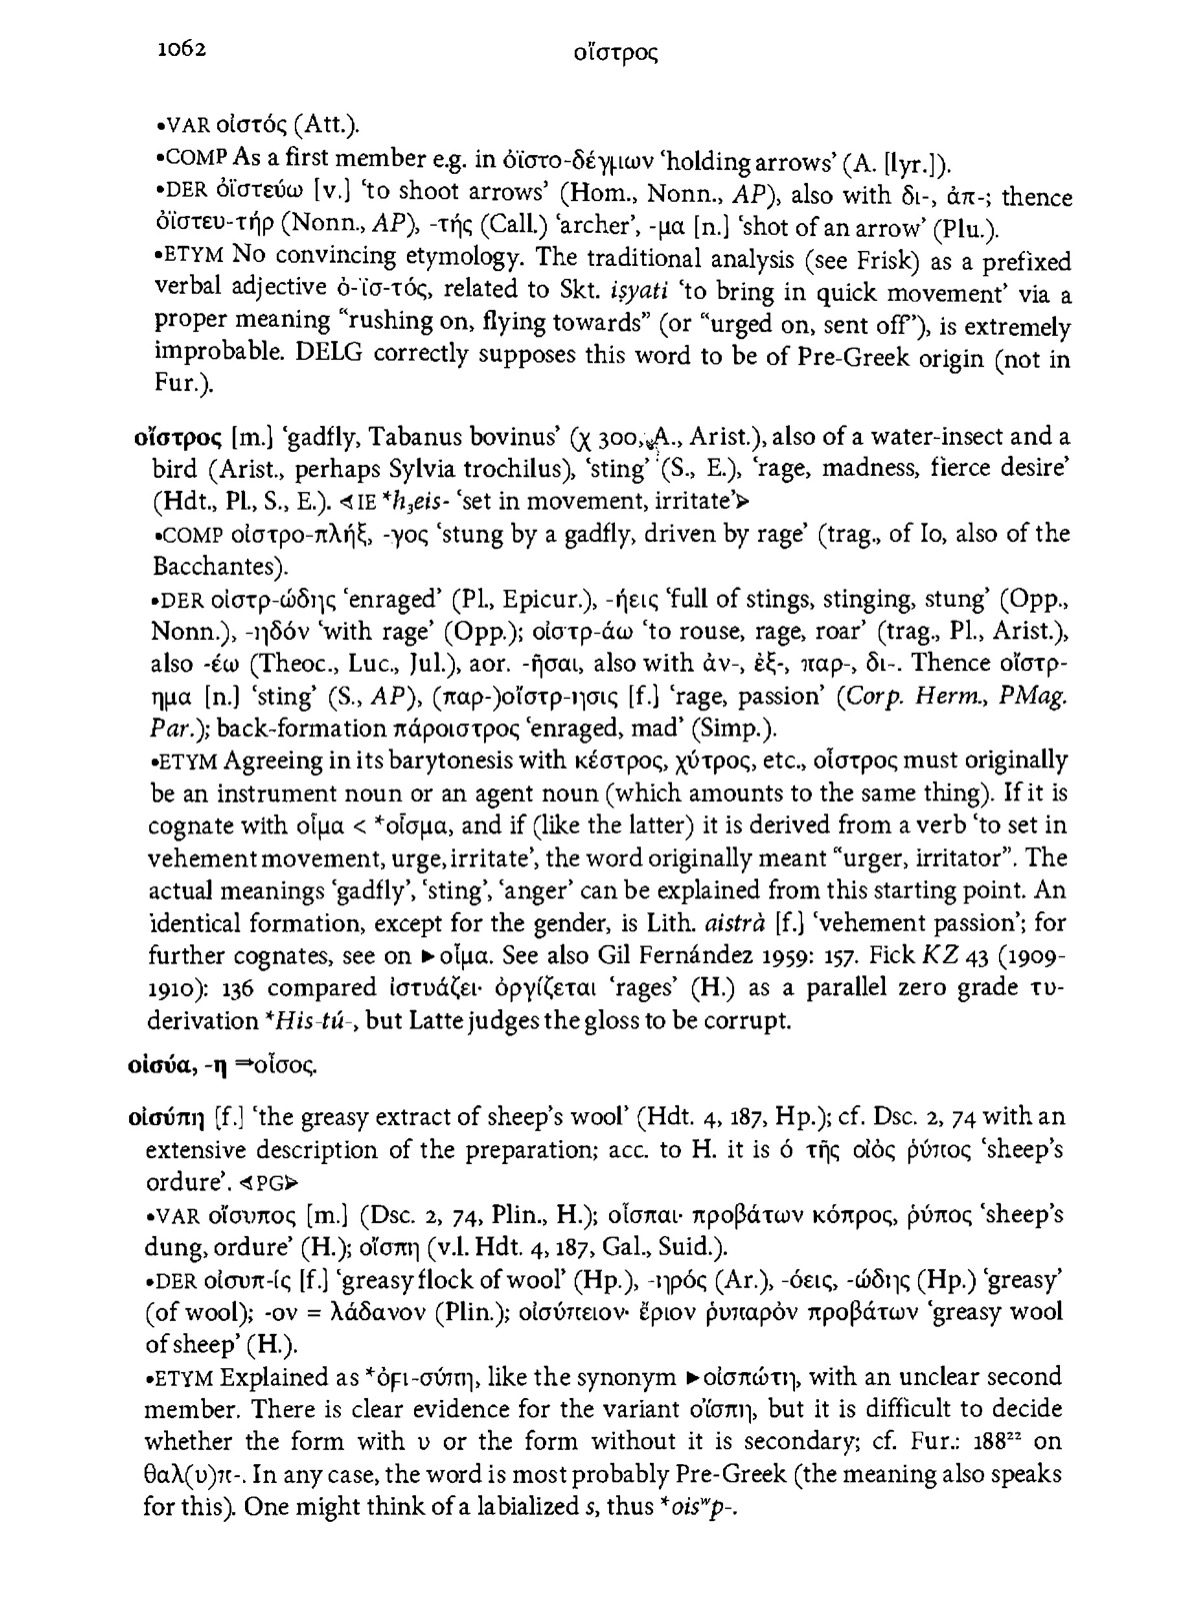 1062
οἴστρος
•VAR οἰστός (Att.).
•COMP As a first member e.g. in ὀϊστο-δέγμων ‘holding arrows’ (A. [lyr.]).
•DER ὀϊστεύω [v.] ‘to shoot arrows’ (Hom., Nonn., AP), also with δι-, ἀπ-; thence
ὀϊστευ-τήρ (Nonn., AP), -τής (Call.) ‘archer’, -μα [n.] ‘shot of an arrow’ (Plu.).
•ETYM No convincing etymology. The traditional analysis (see Frisk) as a prefixed
verbal adjective ὀ-ϊσ-τός, related to Skt. iṣyati ‘to bring in quick movement’ via a
proper meaning “rushing on, flying towards” (or “urged on, sent off”), is extremely
improbable. DELG correctly supposes this word to be of Pre-Greek origin (not in
Fur.).
οἴστρος [m.] ‘gadfly, Tabanus bovinus’ (χ 300, A., Arist.), also of a water-insect and a
bird (Arist., perhaps Sylvia trochilus), ‘sting’ (S., E.), ‘rage, madness, fierce desire’
(Hdt., Pl., S., E.). ⊲IE *h₃eis- ‘set in movement, irritate’⊳
•COMP οἰστρο-πλήξ, -γος ‘stung by a gadfly, driven by rage’ (trag., of Io, also of the
Bacchantes).
•DER οἰστρ-ώδης ‘enraged’ (Pl., Epicur.), -ήεις ‘full of stings, stinging, stung’ (Opp.,
Nonn.), -ηδόν ‘with rage’ (Opp.); οἰστρ-άω ‘to rouse, rage, roar’ (trag., Pl., Arist.),
also -έω (Theoc., Luc., Jul.), aor. -ῆσαι, also with ἀν-, ἐξ-, παρ-, δι-. Thence οἴστρ-
ημα [n.] ‘sting’ (S., AP), (παρ-)οίστρ-ησις [f.] ‘rage, passion’ (Corp. Herm., PMag.
Par.); back-formation πάροιστρος ‘enraged, mad’ (Simp.).
•ETYM Agreeing in its barytonesis with κέστρος, χύτρος, etc., οἶστρος must originally
be an instrument noun or an agent noun (which amounts to the same thing). If it is
cognate with οἶμα < *οἶσμα, and if (like the latter) it is derived from a verb ‘to set in
vehement movement, urge, irritate’, the word originally meant “urger, irritator”. The
actual meanings ‘gadfly’, ‘sting’, ‘anger’ can be explained from this starting point. An
identical formation, except for the gender, is Lith. aistrà [f.] ‘vehement passion’; for
further cognates, see on ►οἶμα. See also Gil Fernández 1959: 157. Fick KZ 43 (1909-
1910): 136 compared ἰστυάζει· ὀργίζεται ‘rages’ (H.) as a parallel zero grade τυ-
derivation *His-tú-, but Latte judges the gloss to be corrupt.
οἰσύα, -η ⇒οἶσος.
οἰσύπη [f.] ‘the greasy extract of sheep’s wool’ (Hdt. 4, 187, Hp.); cf. Dsc. 2, 74 with an
extensive description of the preparation; acc. to H. it is ὁ τῆς οἰὸς ῥύπος ‘sheep’s
ordure’. ⊲PG⊳
•VAR οἴσυπος [m.] (Dsc. 2, 74, Plin., H.); οἶσπαι· προβάτων κόπρος, ῥύπος ‘sheep’s
dung, ordure’ (H.); οἴσπη (v.l. Hdt. 4, 187, Gal., Suid.).
•DER οἰσυπ-ίς [f.] ‘greasy flock of wool’ (Hp.), -ηρός (Ar.), -όεις, -ώδης (Hp.) ‘greasy’
(of wool); -ον = λάδανον (Plin.); οἰσύπειον· ἔριον ῥυπαρὸν προβάτων ‘greasy wool
of sheep’ (H.).
•ETYM Explained as *ὀϝι-σύπη, like the synonym ►οἰσπώτη, with an unclear second
member. There is clear evidence for the variant οἴσπη, but it is difficult to decide
whether the form with υ or the form without it is secondary; cf. Fur.: 188²² on
θαλ(υ)π-. In any case, the word is most probably Pre-Greek (the meaning also speaks
for this). One might think of a labialized s, thus *oisʷp-.